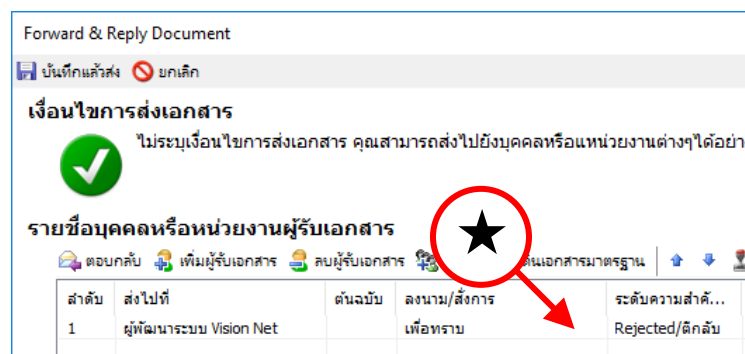 Forward & Reply Document
บันทึกแล้วส่ง ยกเลิก
เงื่อนไขการส่งเอกสาร
ไม่ระบุเงื่อนไขการส่งเอกสาร คุณสามารถส่งไปยังบุคคลหรือแหน่วยงานต่างๆได้อย่า
รายชื่อบุคคลหรือหน่วยงานผู้รับเอกสาร
ตอบกลับ เพิ่มผู้รับเอกสาร ลบผู้รับเอกสาร ดินเอกสารมาตรฐาน
ลำดับ ส่งไปที่ ต้นฉบับ ลงนาม/สั่งการ ระดับความสำคั...
1 ผู้พัฒนาระบบ Vision Net เพื่อทราบ Rejected/ตีกลับ